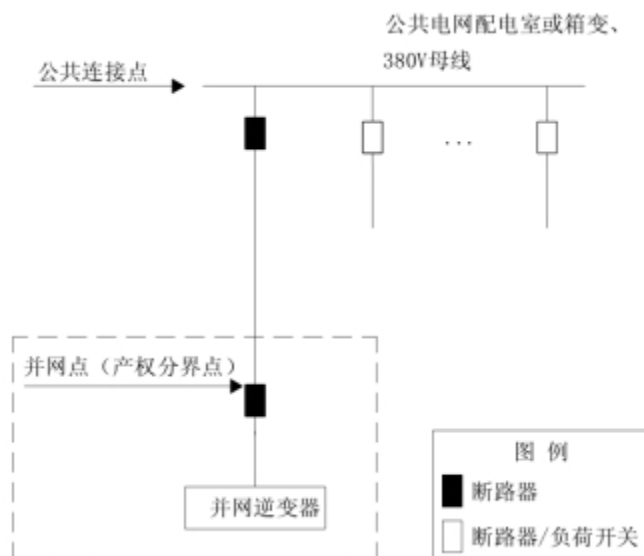 公共电网配电室或箱变、
380V母线
公共连接点
...
并网点（产权分界点）
并网逆变器
图 例
断路器
断路器/负荷开关